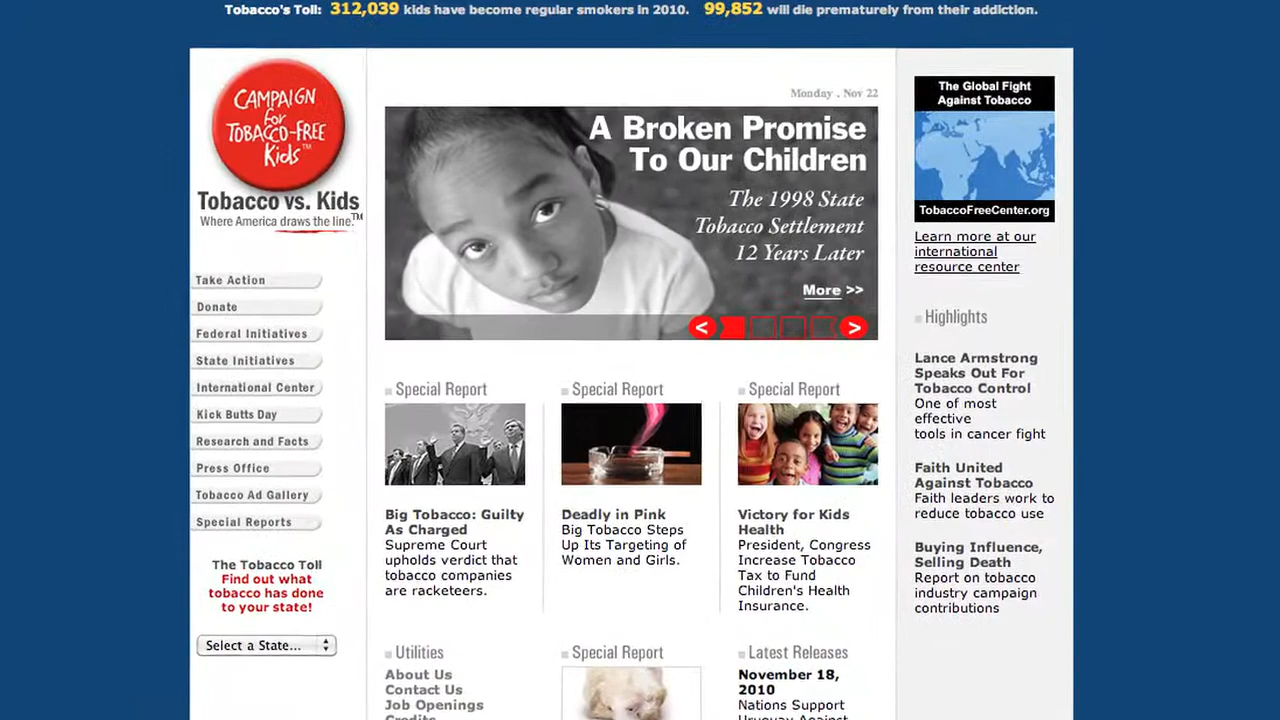 Tobacco's Toll: 312,039 kids have become regular smokers in 2010. 99,852 will die prematurely from their addiction.
CAMPAIGN
for
TOBACCO-FREE
Kids™
Tobacco vs. Kids
Where America draws the line.™
Take Action
Donate
Federal Initiatives
State Initiatives
International Center
Kick Butts Day
Research and Facts
Press Office
Tobacco Ad Gallery
Special Reports
The Tobacco Toll
Find out what
tobacco has done
to your state!
Select a State...
Monday , Nov 22
A Broken Promise
To Our Children
The 1998 State
Tobacco Settlement
12 Years Later
More >>
< >
Special Report
Big Tobacco: Guilty
As Charged
Supreme Court
upholds verdict that
tobacco companies
are racketeers.
Special Report
Deadly in Pink
Big Tobacco Steps
Up Its Targeting of
Women and Girls.
Special Report
Victory for Kids
Health
President, Congress
Increase Tobacco
Tax to Fund
Children's Health
Insurance.
Utilities
About Us
Contact Us
Job Openings
Credits
Special Report
Latest Releases
November 18,
2010
Nations Support
Uruguay Against
The Global Fight
Against Tobacco
TobaccoFreeCenter.org
Learn more at our
international
resource center
Highlights
Lance Armstrong
Speaks Out For
Tobacco Control
One of most
effective
tools in cancer fight
Faith United
Against Tobacco
Faith leaders work to
reduce tobacco use
Buying Influence,
Selling Death
Report on tobacco
industry campaign
contributions